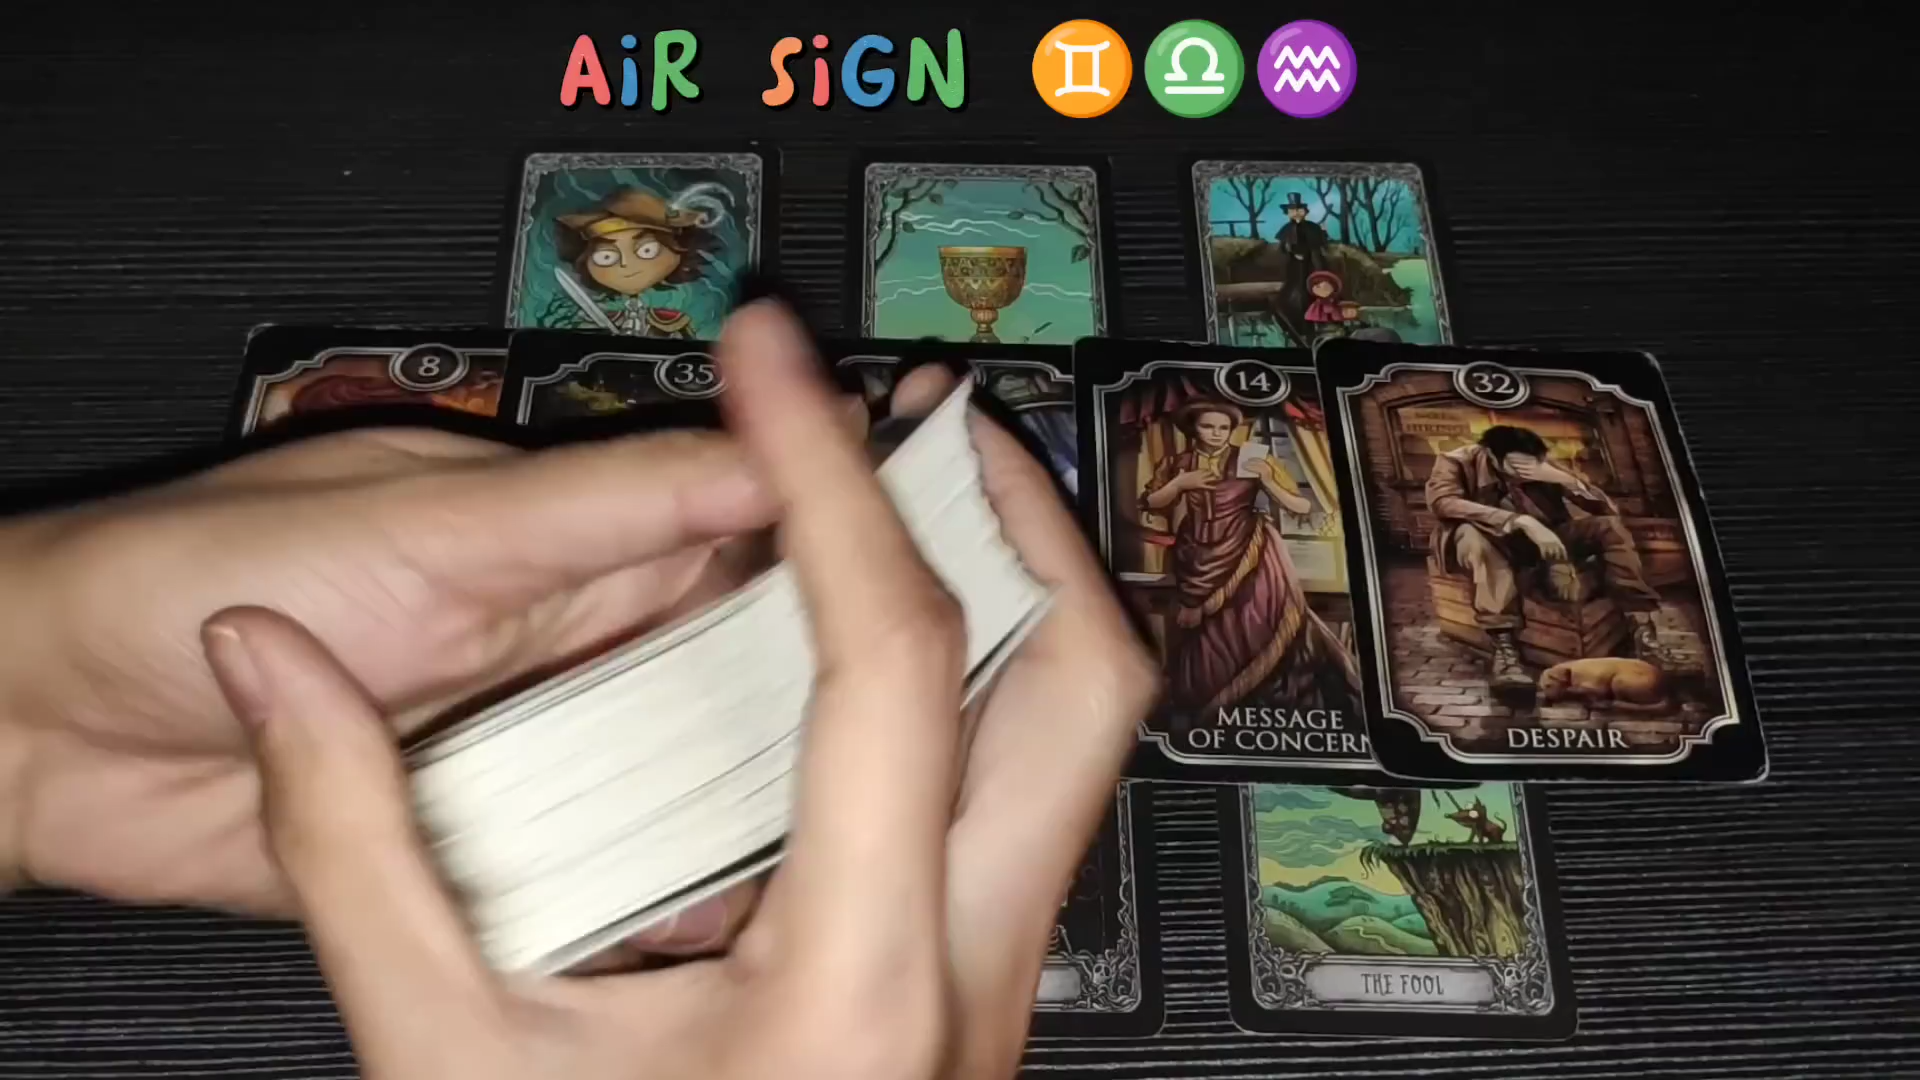 AiR SiGN ♊♎♒
8
35
14
32
MESSAGE
OF CONCERN
DESPAIR
THE FOOL